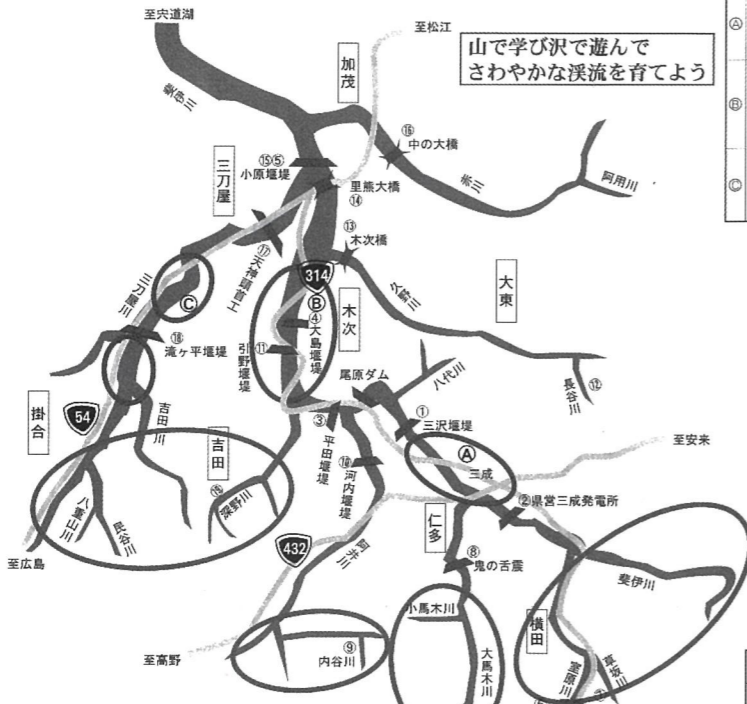 至宍道湖
至松江
山で学び沢で遊んで
さわやかな渓流を育てよう
Ⓐ
Ⓑ
Ⓒ
加茂
斐伊川
⑯
中の大橋
⑮⑤
小原堰堤
赤川
阿用川
三刀屋
里熊大橋
⑭
⑬
木次橋
⑰
天神頭首工
314
Ⓑ
木次
久野川
大東
三刀屋川
Ⓒ
④
大島堰堤
⑪
引野堰堤
⑱
滝ヶ平堰堤
尾原ダム
八代川
長谷川
⑫
掛合
54
吉田川
吉田
③
平田堰堤
①
三沢堰堤
Ⓐ
三成
至安来
⑩
河内堰堤
②県営三成発電所
⑲
深野川
八重山川
民谷川
432
阿井川
仁多
⑧
鬼の舌震
至広島
斐伊川
小馬木川
横田
至高野
⑨
内谷川
大馬木川
室原川
草坂川